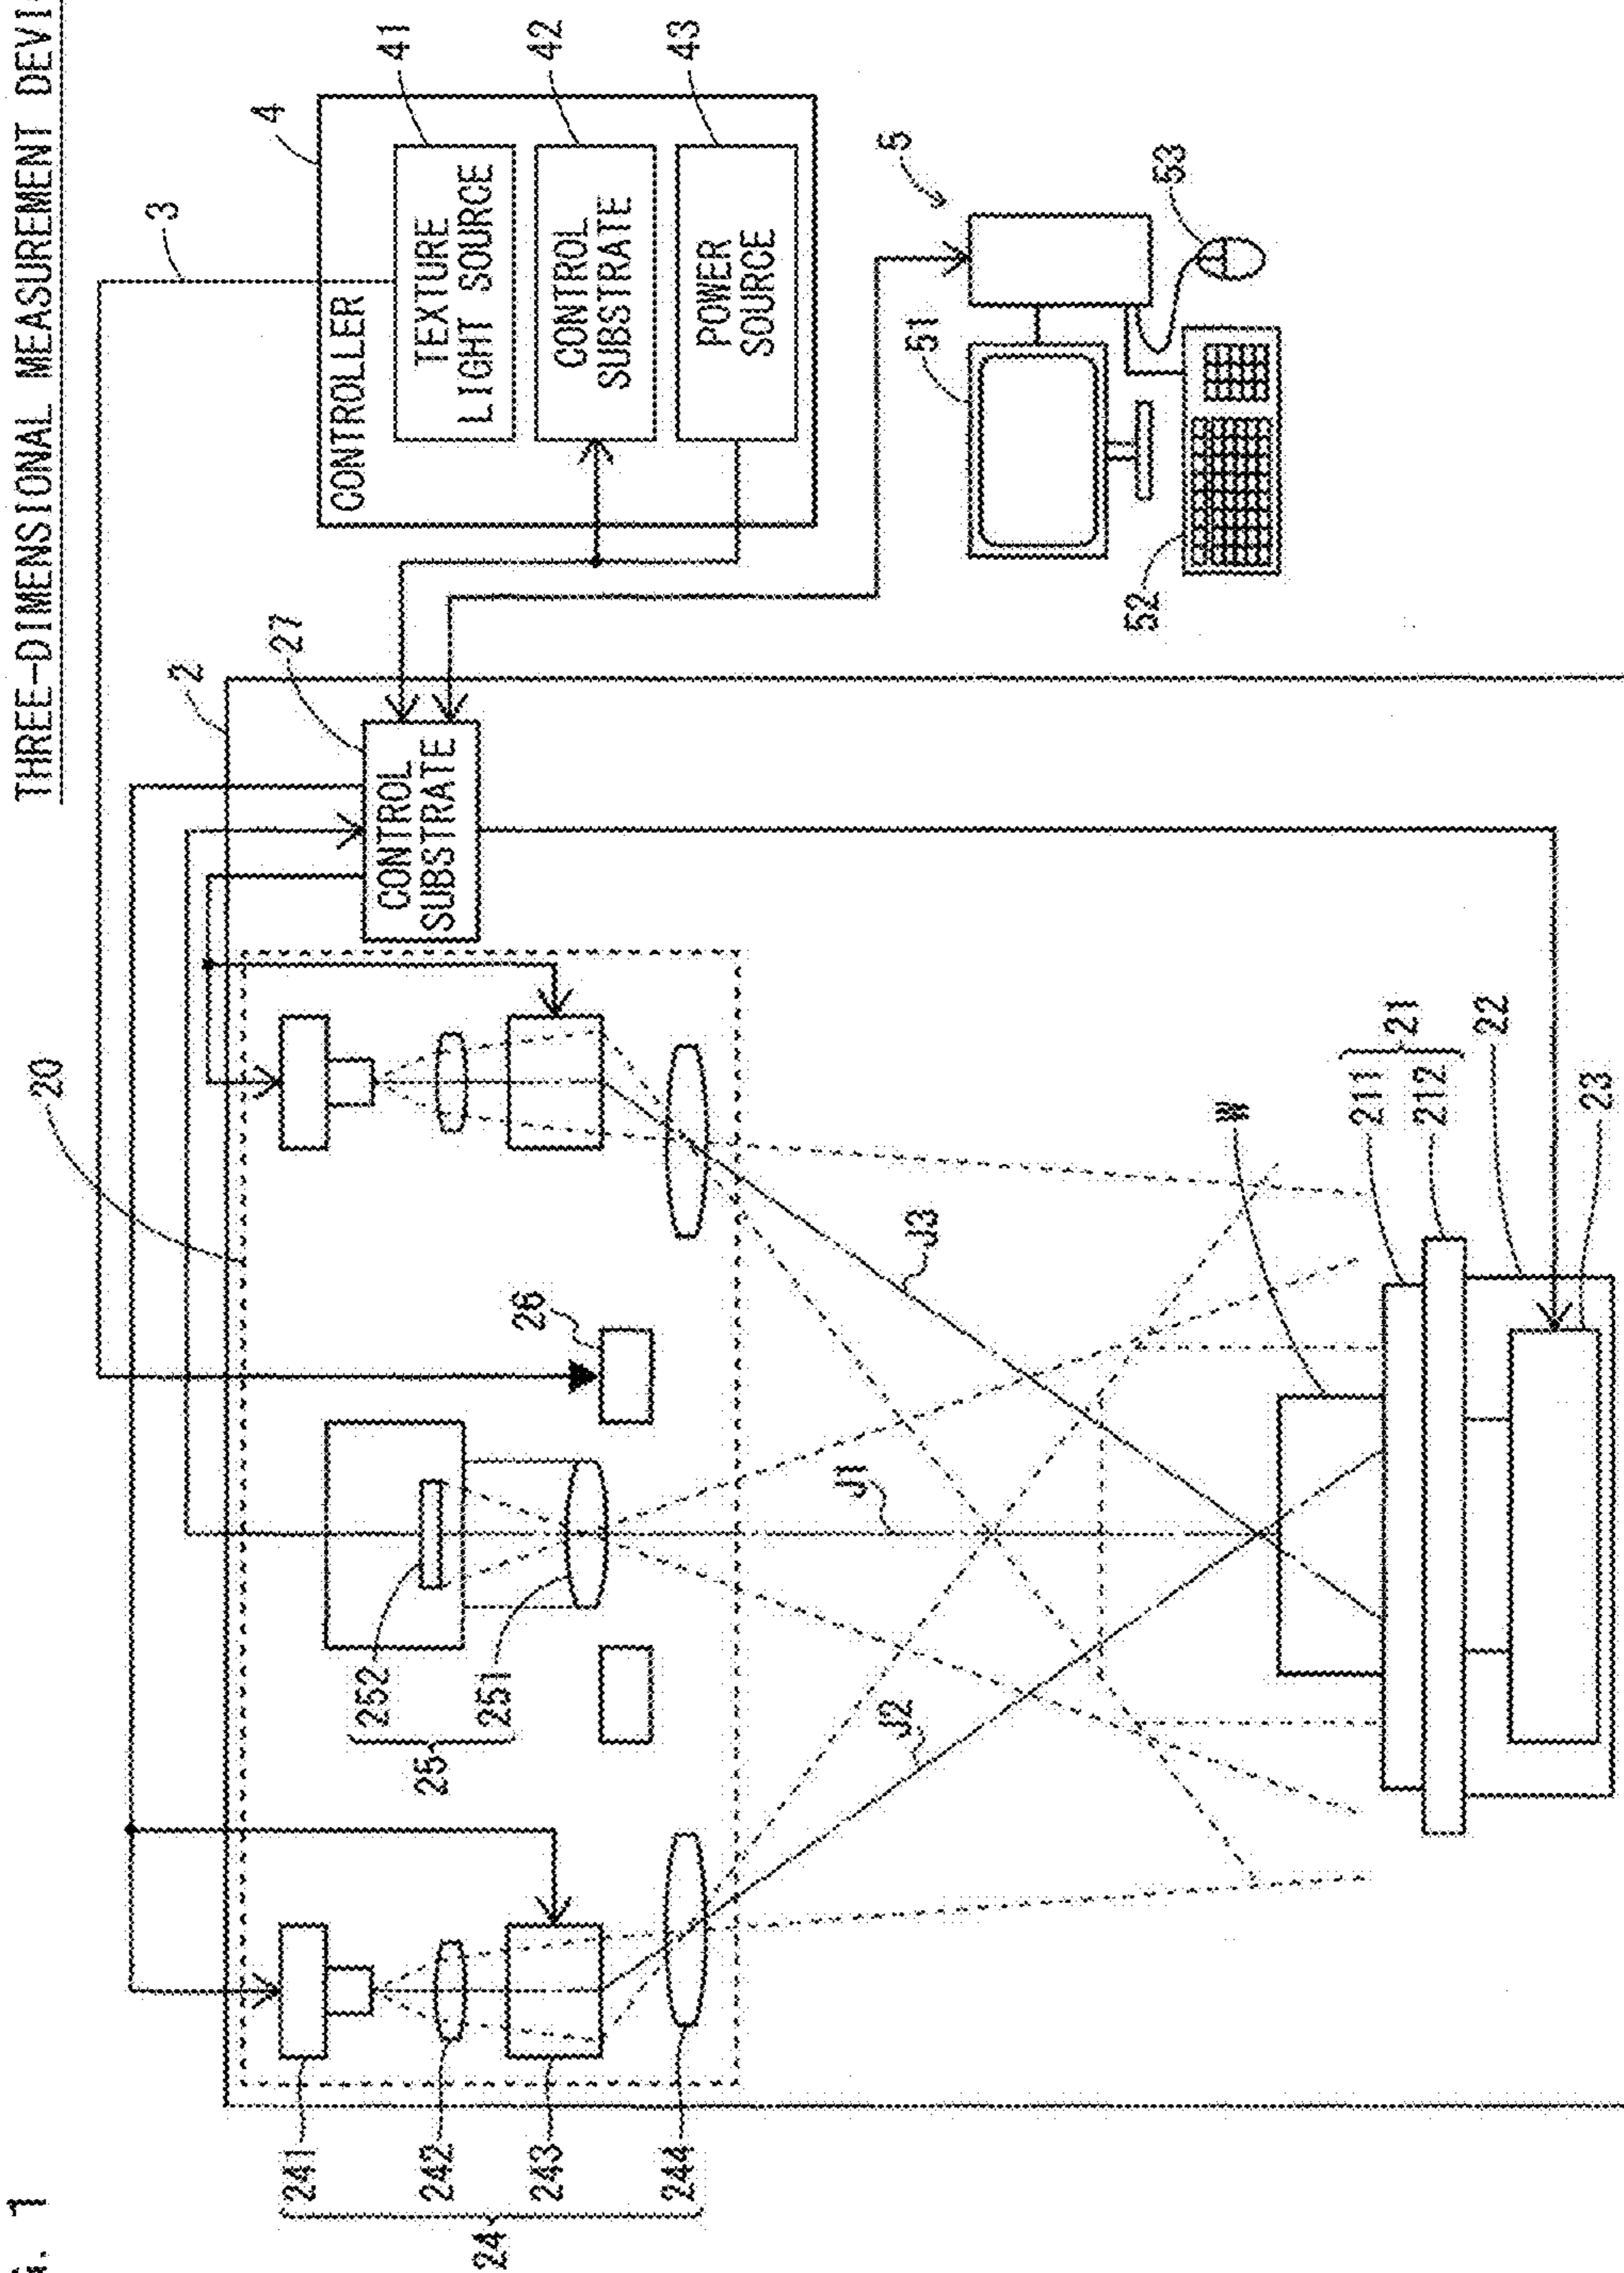 FIG. 1
THREE-DIMENSIONAL MEASUREMENT DEVI
20
3
2
27
4
CONTROLLER
41
TEXTURE
LIGHT SOURCE
42
CONTROL
SUBSTRATE
43
POWER
SOURCE
CONTROL
SUBSTRATE
241
242
243
244
24
252
251
25
26
5
51
52
53
J1
J2
J3
W
211
212
21
22
23